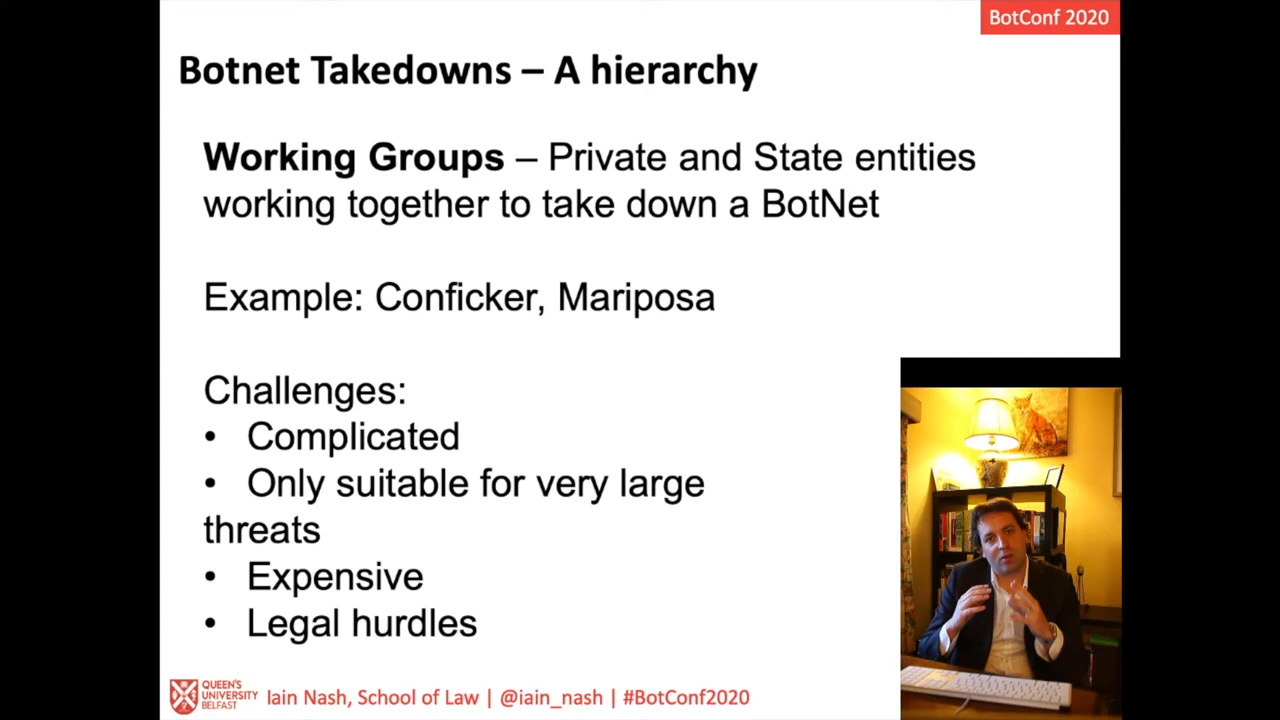 BotConf 2020
Botnet Takedowns – A hierarchy
Working Groups – Private and State entities
working together to take down a BotNet
Example: Conficker, Mariposa
Challenges:
• Complicated
• Only suitable for very large
threats
• Expensive
• Legal hurdles
QUEEN'S
UNIVERSITY
BELFAST
Iain Nash, School of Law | @iain_nash | #BotConf2020